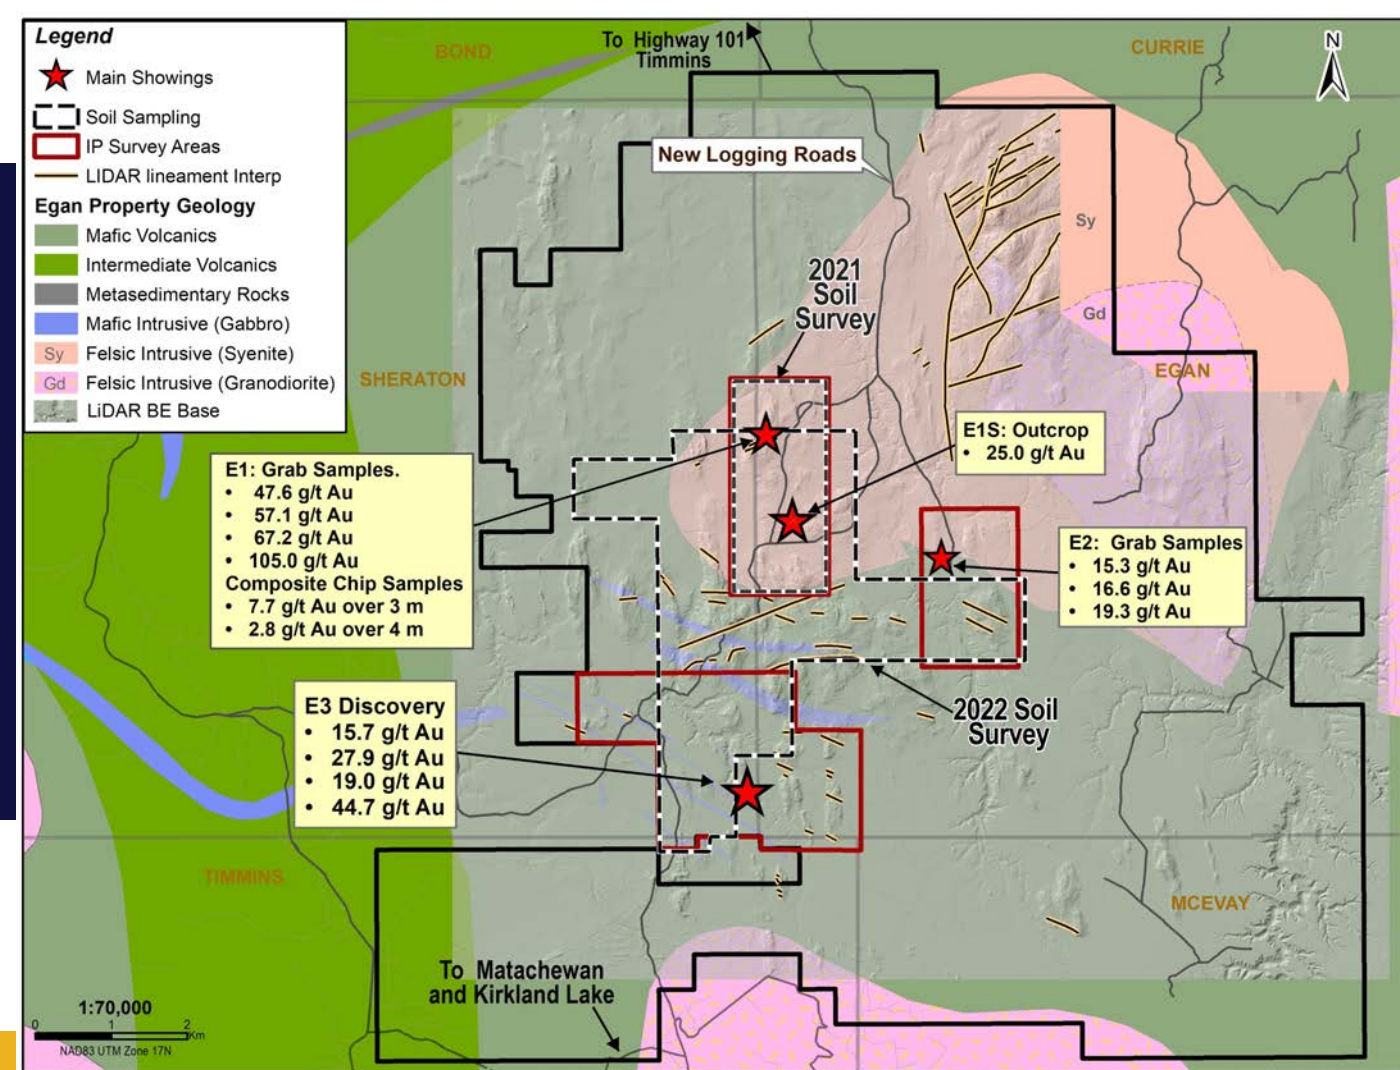 Legend
Main Showings
Soil Sampling
IP Survey Areas
LIDAR lineament Interp
Egan Property Geology
Mafic Volcanics
Intermediate Volcanics
Metasedimentary Rocks
Mafic Intrusive (Gabbro)
Sy Felsic Intrusive (Syenite)
Gd Felsic Intrusive (Granodiorite)
LiDAR BE Base
BOND
To Highway 101
Timmins
CURRIE
N
New Logging Roads
Sy
2021
Soil
Survey
Gd
SHERATON
EGAN
E1S: Outcrop
• 25.0 g/t Au
E1: Grab Samples.
• 47.6 g/t Au
• 57.1 g/t Au
• 67.2 g/t Au
• 105.0 g/t Au
Composite Chip Samples
• 7.7 g/t Au over 3 m
• 2.8 g/t Au over 4 m
E2: Grab Samples
• 15.3 g/t Au
• 16.6 g/t Au
• 19.3 g/t Au
E3 Discovery
• 15.7 g/t Au
• 27.9 g/t Au
• 19.0 g/t Au
• 44.7 g/t Au
2022 Soil
Survey
TIMMINS
MCEVAY
To Matachewan
and Kirkland Lake
1:70,000
0 1 2
Km
NAD83 UTM Zone 17N